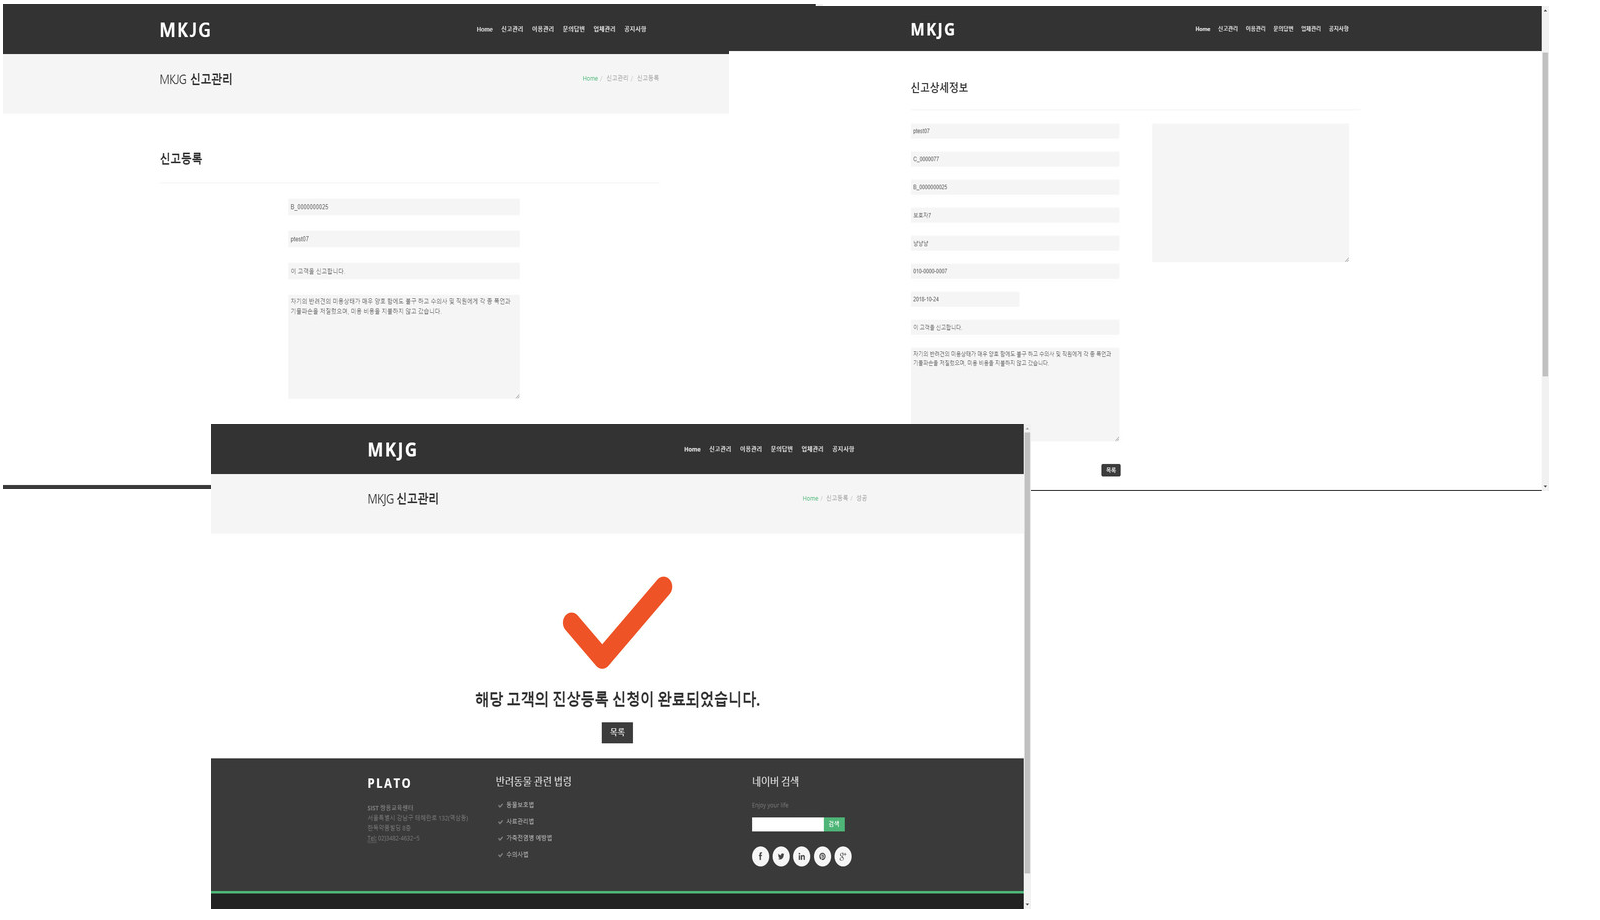 MKJG
Home 신고관리 이용관리 문의답변 업체관리 공지사항
MKJG 신고관리
Home / 신고관리 / 신고등록
신고등록
B_0000000025
ptest07
이 고객을 신고합니다.
자기의 반려견의 미용상태가 매우 양호 함에도 불구 하고 수의사 및 직원에게 각 종 폭언과
기물파손을 저질렀으며, 미용 비용을 지불하지 않고 갔습니다.
MKJG
Home 신고관리 이용관리 문의답변 업체관리 공지사항
신고상세정보
ptest07
C_0000077
B_0000000025
보호자7
냥냥냥
010-0000-0007
2018-10-24
이 고객을 신고합니다.
자기의 반려견의 미용상태가 매우 양호 함에도 불구 하고 수의사 및 직원에게 각 종 폭언과
기물파손을 저질렀으며, 미용 비용을 지불하지 않고 갔습니다.
목록
MKJG
Home 신고관리 이용관리 문의답변 업체관리 공지사항
MKJG 신고관리
Home / 신고등록 / 성공
해당 고객의 진상등록 신청이 완료되었습니다.
목록
PLATO
SIST 쌍용교육센터
서울특별시 강남구 테헤란로 132(역삼동)
한독약품빌딩 8층
Tel: 02)3482-4632~5
반려동물 관련 법령
동물보호법
사료관리법
가축전염병 예방법
수의사법
네이버 검색
Enjoy your life
검색